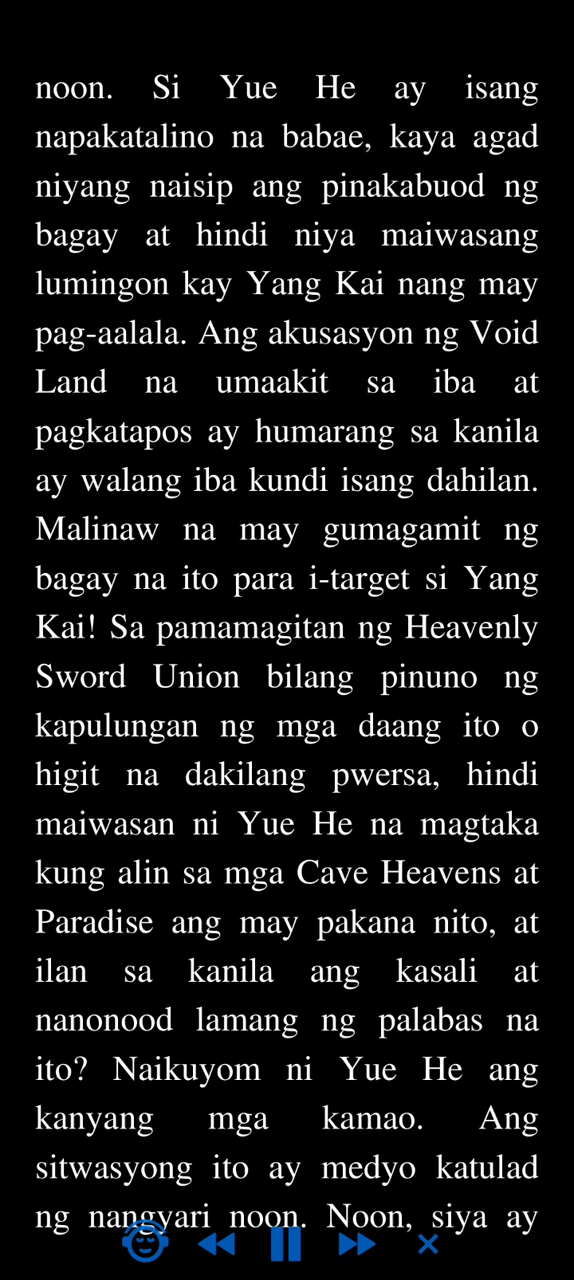 noon. Si Yue He ay isang
napakatalino na babae, kaya agad
niyang naisip ang pinakabuod ng
bagay at hindi niya maiwasang
lumingon kay Yang Kai nang may
pag-aalala. Ang akusasyon ng Void
Land na umaakit sa iba at
pagkatapos ay humarang sa kanila
ay walang iba kundi isang dahilan.
Malinaw na may gumagamit ng
bagay na ito para i-target si Yang
Kai! Sa pamamagitan ng Heavenly
Sword Union bilang pinuno ng
kapulungan ng mga daang ito o
higit na dakilang pwersa, hindi
maiwasan ni Yue He na magtaka
kung alin sa mga Cave Heavens at
Paradise ang may pakana nito, at
ilan sa kanila ang kasali at
nanonood lamang ng palabas na
ito? Naikuyom ni Yue He ang
kanyang mga kamao. Ang
sitwasyong ito ay medyo katulad
ng nangyari noon. Noon, siya ay